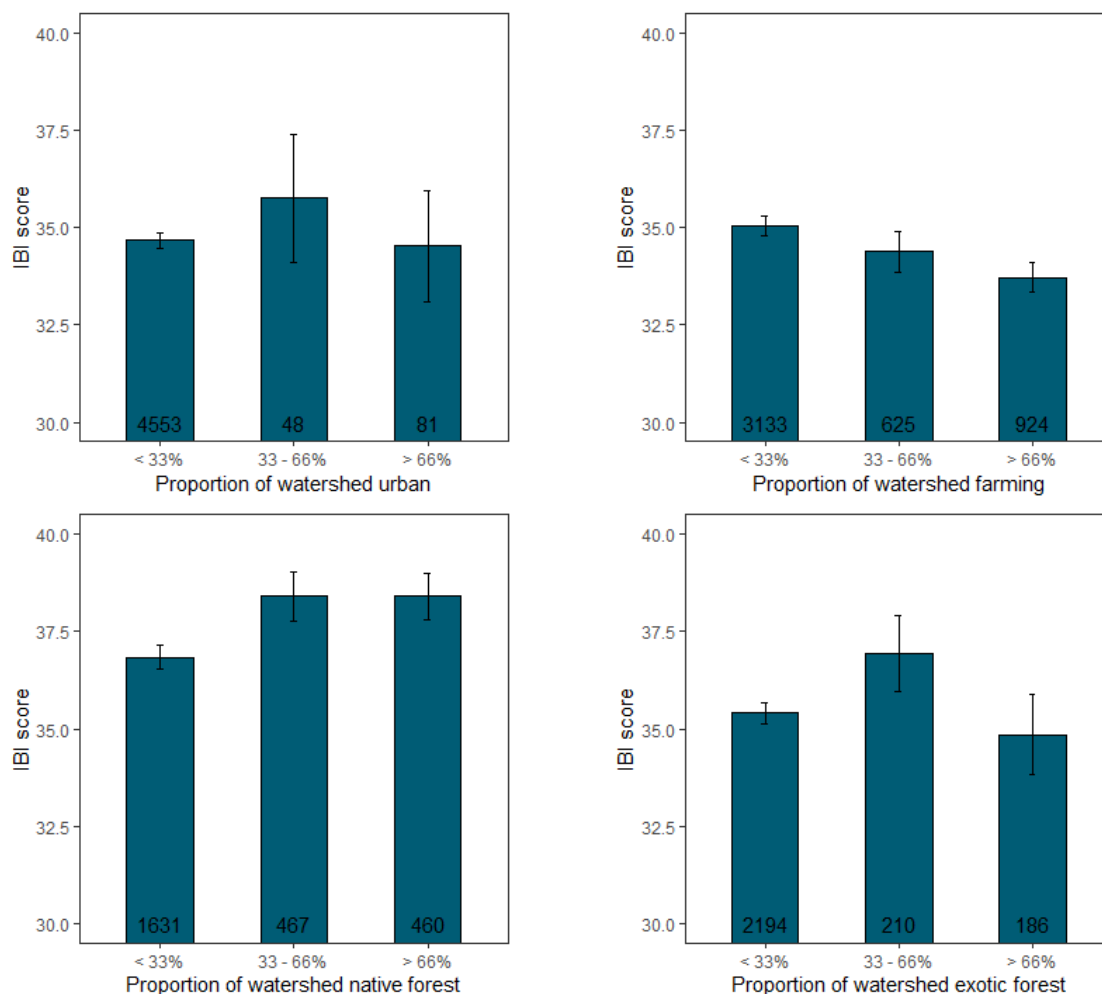 40.0
37.5
35.0
32.5
30.0
IBI score
4553 48 81
< 33% 33 - 66% > 66%
Proportion of watershed urban
40.0
37.5
35.0
32.5
30.0
IBI score
3133 625 924
< 33% 33 - 66% > 66%
Proportion of watershed farming
40.0
37.5
35.0
32.5
30.0
IBI score
1631 467 460
< 33% 33 - 66% > 66%
Proportion of watershed native forest
40.0
37.5
35.0
32.5
30.0
IBI score
2194 210 186
< 33% 33 - 66% > 66%
Proportion of watershed exotic forest